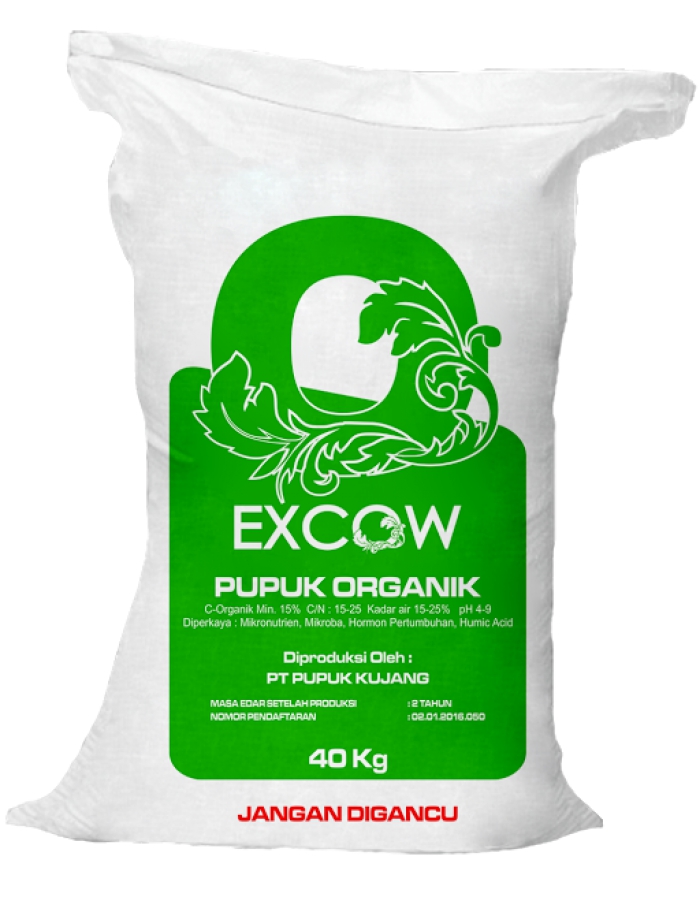 EXCOW
PUPUK ORGANIK
C-Organik Min. 15% C/N : 15-25 Kadar air 15-25% pH 4-9
Diperkaya : Mikronutrien, Mikroba, Hormon Pertumbuhan, Humic Acid
Diproduksi Oleh :
PT PUPUK KUJANG
MASA EDAR SETELAH PRODUKSI : 2 TAHUN
NOMOR PENDAFTARAN : 02.01.2016.050
40 Kg
JANGAN DIGANCU